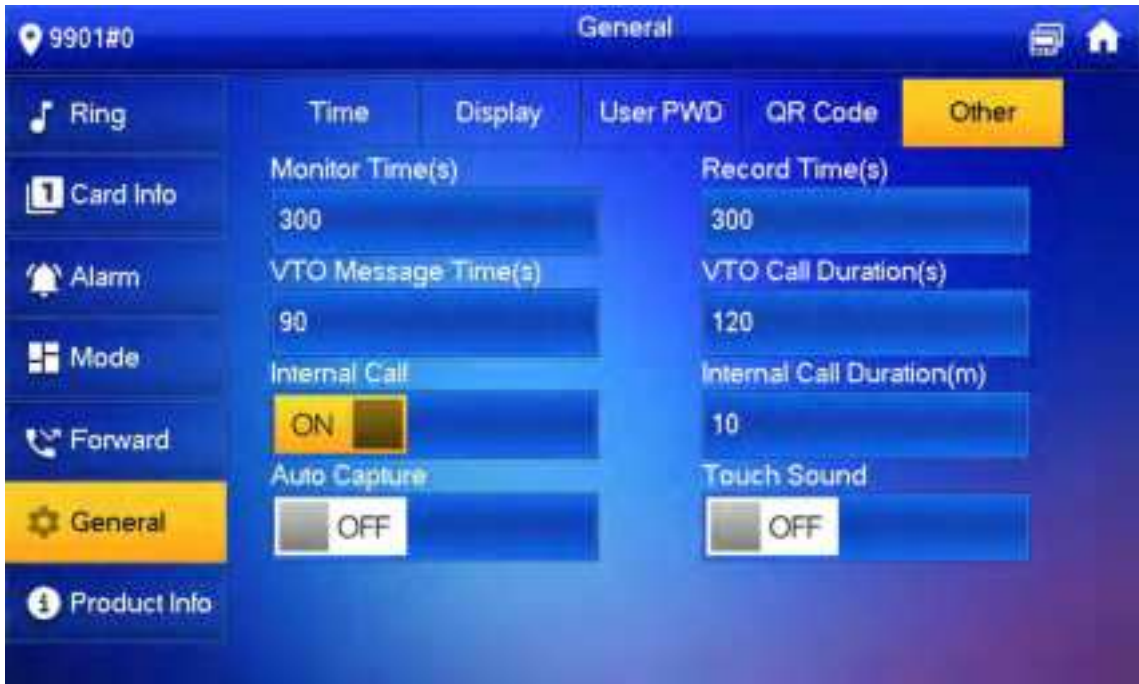 9901#0
General
Ring
Card Info
Alarm
Mode
Forward
General
Product Info
Time Display User PWD QR Code Other
Monitor Time(s) Record Time(s)
300 300
VTO Message Time(s) VTO Call Duration(s)
90 120
Internal Call Internal Call Duration(m)
ON 10
Auto Capture Touch Sound
OFF OFF